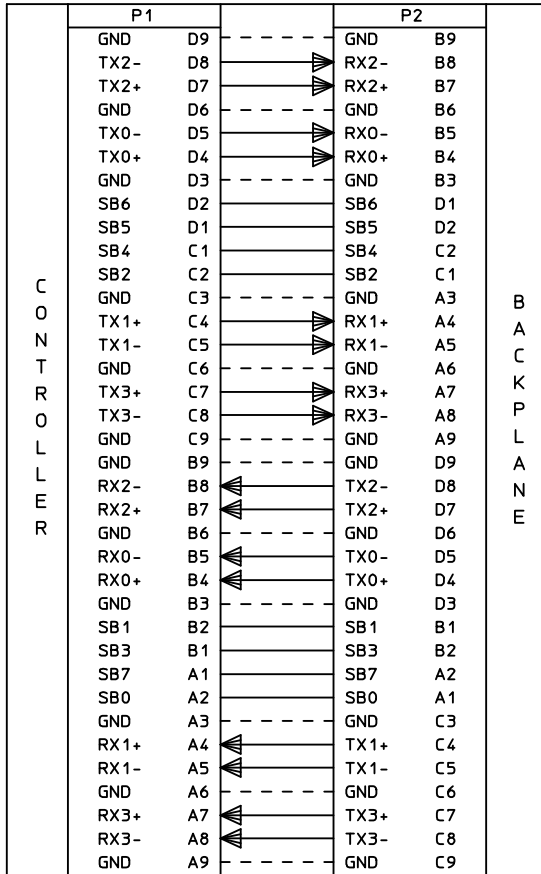 P1 P2
GND D9 GND B9
TX2- D8 RX2- B8
TX2+ D7 RX2+ B7
GND D6 GND B6
TX0- D5 RX0- B5
TX0+ D4 RX0+ B4
GND D3 GND B3
SB6 D2 SB6 D1
SB5 D1 SB5 D2
SB4 C1 SB4 C2
SB2 C2 SB2 C1
GND C3 GND A3
TX1+ C4 RX1+ A4
TX1- C5 RX1- A5
GND C6 GND A6
TX3+ C7 RX3+ A7
TX3- C8 RX3- A8
GND C9 GND A9
GND B9 GND D9
RX2- B8 TX2- D8
RX2+ B7 TX2+ D7
GND B6 GND D6
RX0- B5 TX0- D5
RX0+ B4 TX0+ D4
GND B3 GND D3
SB1 B2 SB1 B1
SB3 B1 SB3 B2
SB7 A1 SB7 A2
SB0 A2 SB0 A1
GND A3 GND C3
RX1+ A4 TX1+ C4
RX1- A5 TX1- C5
GND A6 GND C6
RX3+ A7 TX3+ C7
RX3- A8 TX3- C8
GND A9 GND C9
CONTROLLER
BACKPLANE